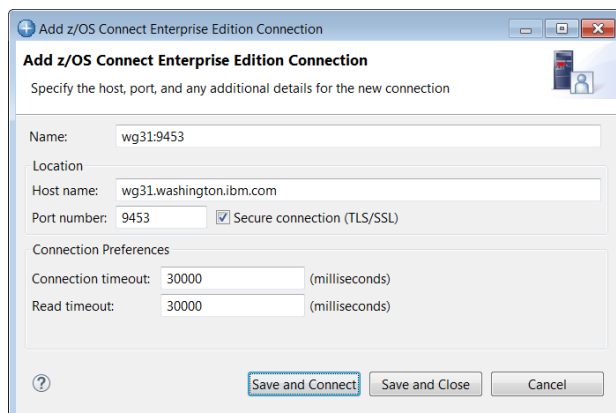 Add z/OS Connect Enterprise Edition Connection
Add z/OS Connect Enterprise Edition Connection
Specify the host, port, and any additional details for the new connection
Name: wg31:9453
Location
Host name: wg31.washington.ibm.com
Port number: 9453 Secure connection (TLS/SSL)
Connection Preferences
Connection timeout: 30000 (milliseconds)
Read timeout: 30000 (milliseconds)
? Save and Connect Save and Close Cancel